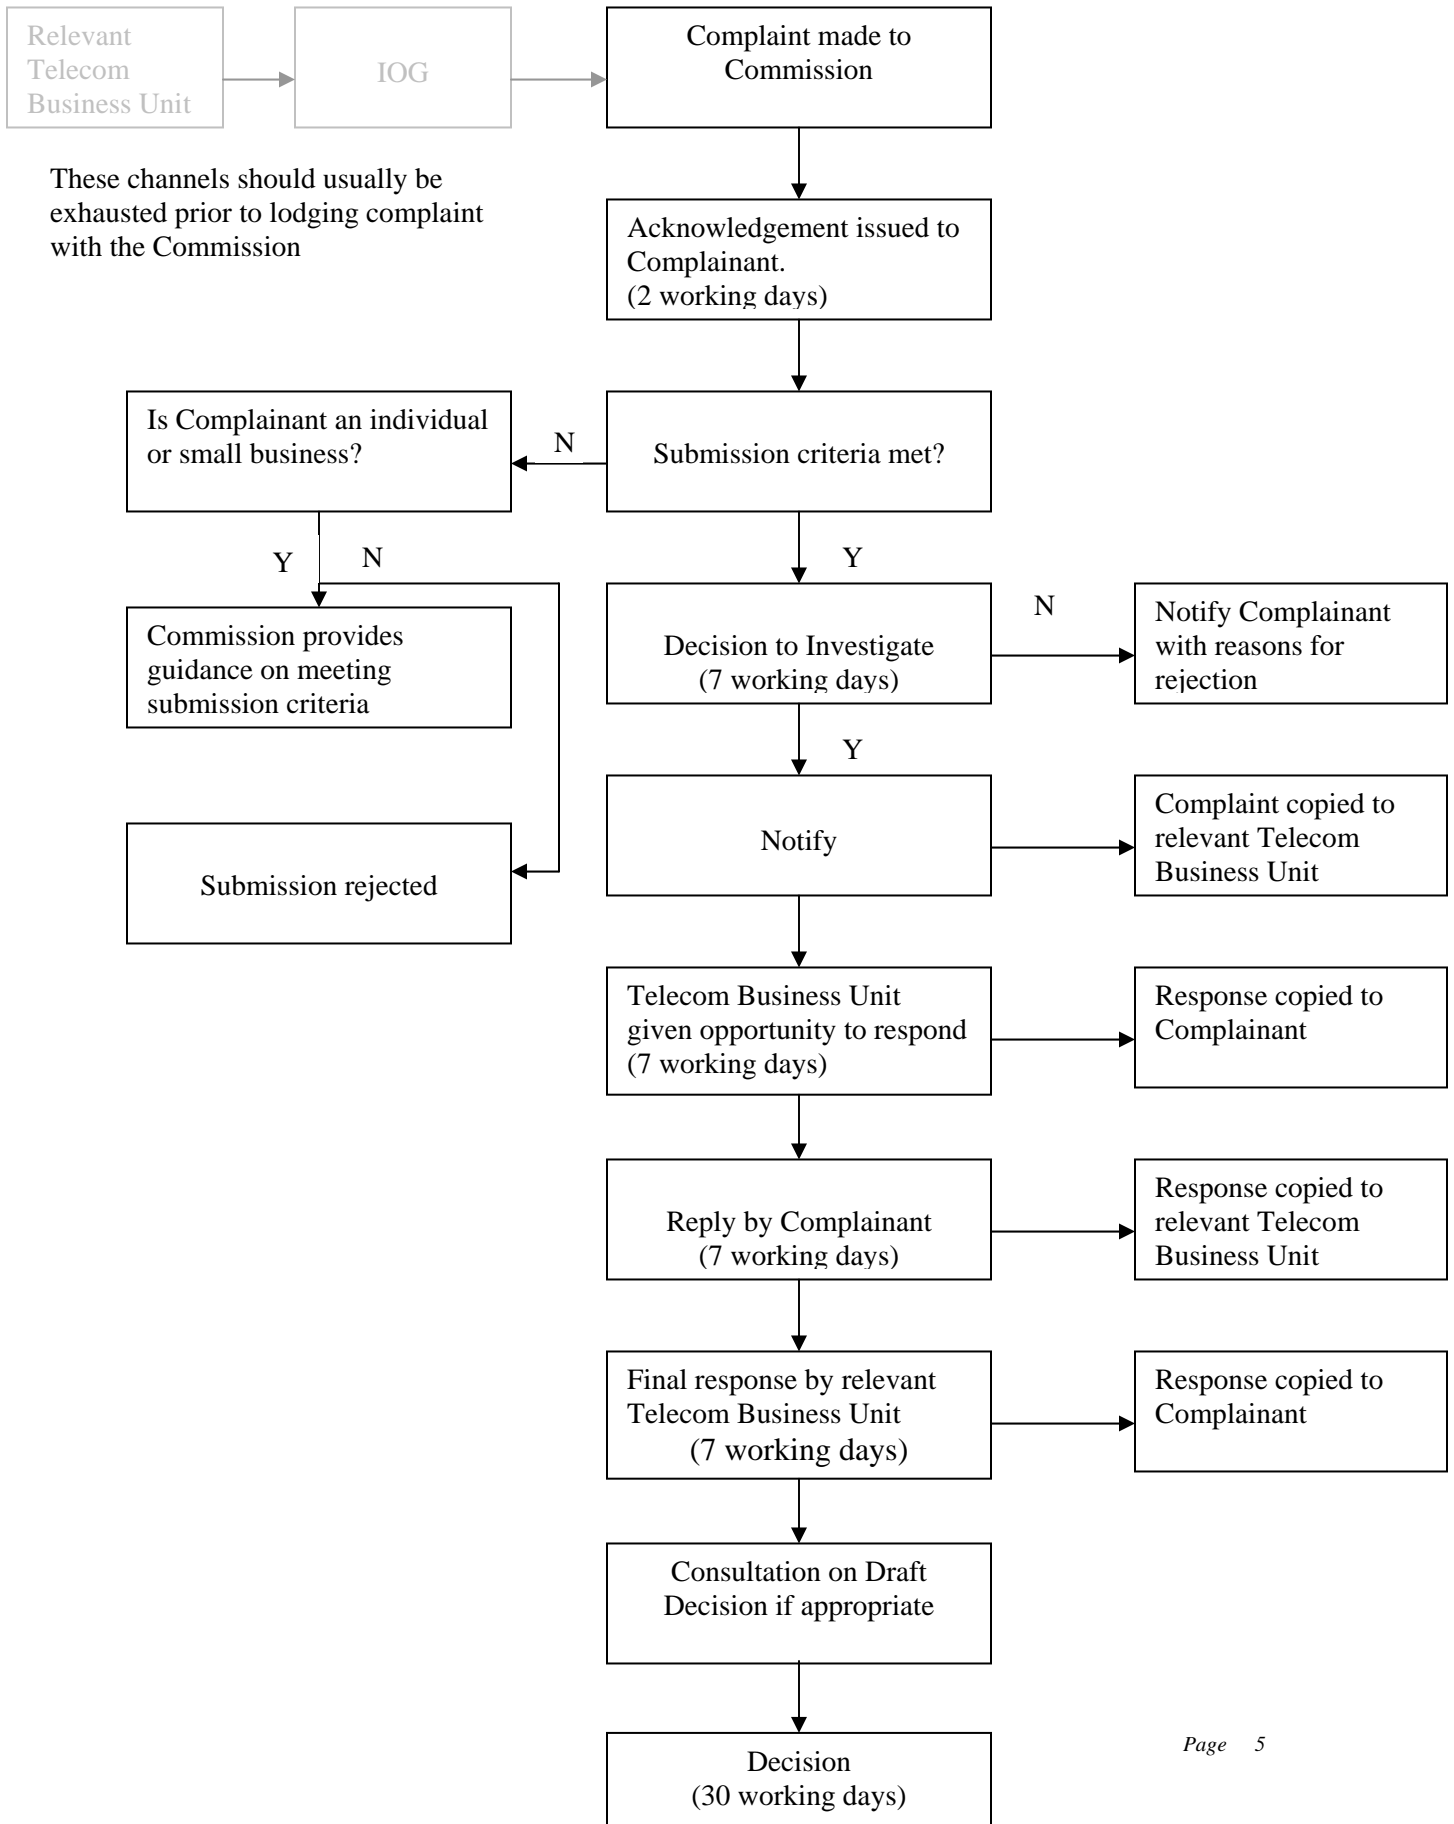 Relevant
Telecom
Business Unit
IOG
Complaint made to
Commission
These channels should usually be
exhausted prior to lodging complaint
with the Commission
Acknowledgement issued to
Complainant.
(2 working days)
Is Complainant an individual
or small business?
N
Submission criteria met?
Y
N
Y
Commission provides
guidance on meeting
submission criteria
Decision to Investigate
(7 working days)
N
Notify Complainant
with reasons for
rejection
Y
Submission rejected
Notify
Complaint copied to
relevant Telecom
Business Unit
Telecom Business Unit
given opportunity to respond
(7 working days)
Response copied to
Complainant
Reply by Complainant
(7 working days)
Response copied to
relevant Telecom
Business Unit
Final response by relevant
Telecom Business Unit
(7 working days)
Response copied to
Complainant
Consultation on Draft
Decision if appropriate
Decision
(30 working days)
Page 5